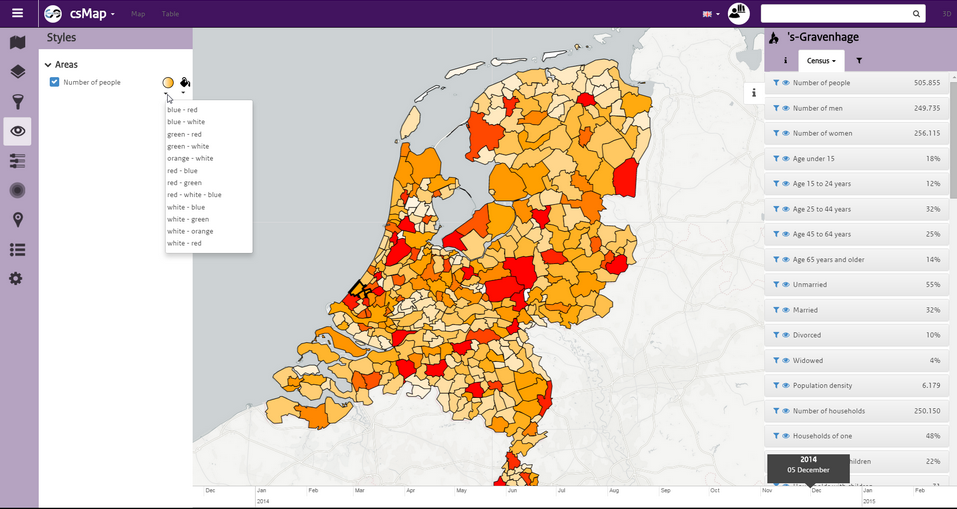 csMap
Map
Table
3D
Styles
Areas
Number of people
blue - red
blue - white
green - red
green - white
orange - white
red - blue
red - green
red - white - blue
white - blue
white - green
white - orange
white - red
's-Gravenhage
Census
Number of people 505.855
Number of men 249.735
Number of women 256.115
Age under 15 18%
Age 15 to 24 years 12%
Age 25 to 44 years 32%
Age 45 to 64 years 25%
Age 65 years and older 14%
Unmarried 55%
Married 32%
Divorced 10%
Widowed 4%
Population density 6.179
Number of households 250.150
Households of one 48%
children 22%
2014
05 December
Dec Jan Feb Mar Apr May Jun Jul Aug Sep Oct Nov Dec Jan Feb
2014 2015